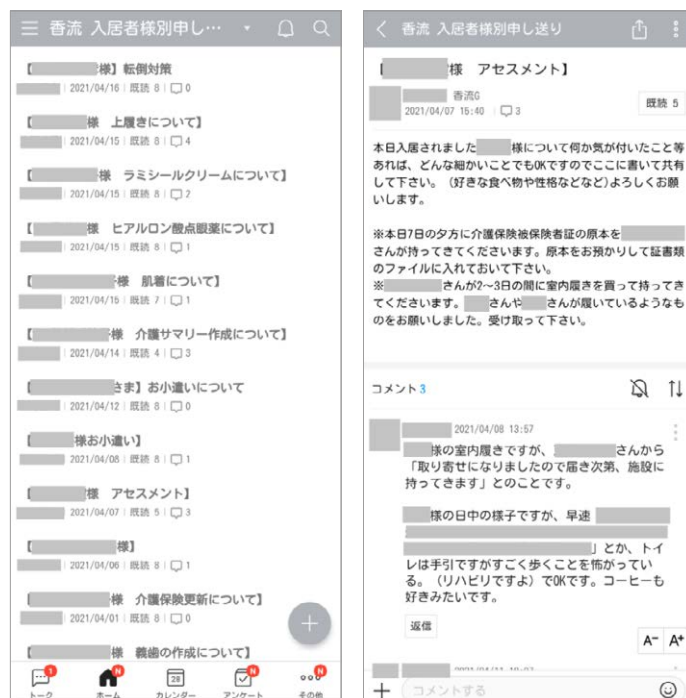 香流 入居者様別申し…
【 様】転倒対策
2021/04/16 既読 8 0
【 様 上履きについて】
2021/04/15 既読 8 4
【 様 ラミシールクリームについて】
2021/04/15 既読 8 2
【 様 ヒアルロン酸点眼薬について】
2021/04/15 既読 8 1
【 様 肌着について】
2021/04/15 既読 7 1
【 様 介護サマリー作成について】
2021/04/14 既読 4 3
【 さま】お小遣いについて
2021/04/12 既読 8 0
【 様お小遣い】
2021/04/08 既読 8 1
【 様 アセスメント】
2021/04/07 既読 5 3
【 様】
2021/04/06 既読 8 1
【 様 介護保険更新について】
2021/04/01 既読 8 0
【 様 義歯の作成について】
1 N 28 N N
トーク ホーム カレンダー アンケート その他
香流 入居者様別申し送り
【 様 アセスメント】
香流G
2021/04/07 15:40 3
既読 5
本日入居されました 様について何か気が付いたこと等
あれば、どんな細かいことでもOKですのでここに書いて共有
して下さい。(好きな食べ物や性格などなど)よろしくお願
いします。
※本日7日の夕方に介護保険被保険者証の原本を
さんが持ってきてくださいます。原本をお預かりして証書類
のファイルに入れておいて下さい。
※ さんが2〜3日の間に室内履きを買って持ってき
てくださいます。 さんや さんが履いているようなも
のをお願いしました。受け取って下さい。
コメント 3
2021/04/08 13:57
様の室内履きですが、 さんから
「取り寄せになりましたので届き次第、施設に
持ってきます」とのことです。
様の日中の様子ですが、早速
」とか、トイ
レは手引ですがすごく歩くことを怖がってい
る。(リハビリですよ)でOKです。コーヒーも
好きみたいです。
返信
A- A+
コメントする